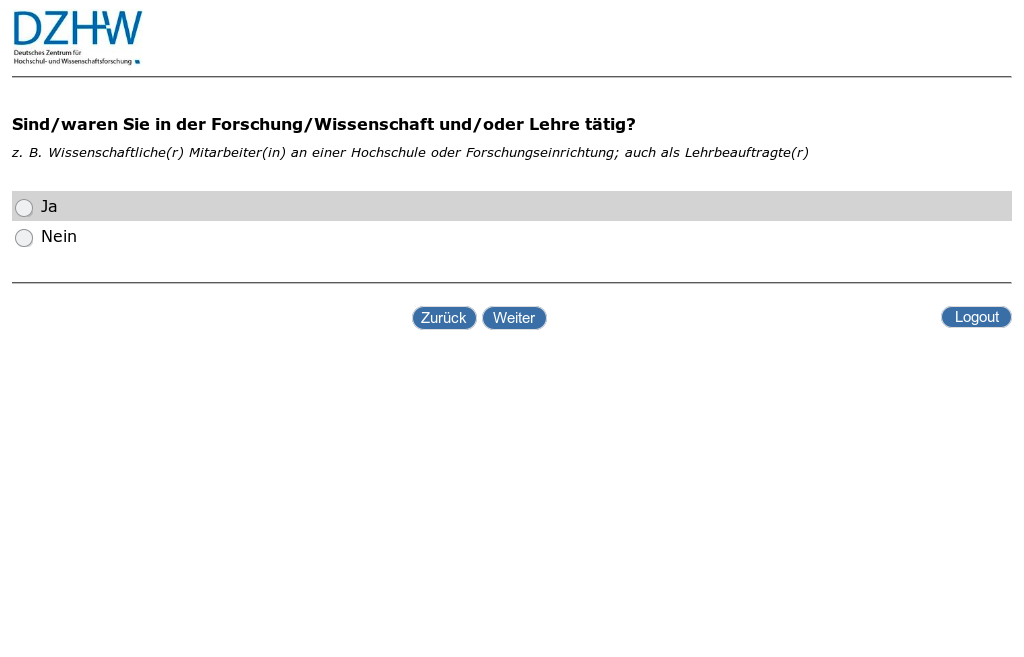 DZHW
Deutsches Zentrum für
Hochschul- und Wissenschaftsforschung
Sind/waren Sie in der Forschung/Wissenschaft und/oder Lehre tätig?
z. B. Wissenschaftliche(r) Mitarbeiter(in) an einer Hochschule oder Forschungseinrichtung; auch als Lehrbeauftragte(r)
Ja
Nein
Zurück Weiter Logout